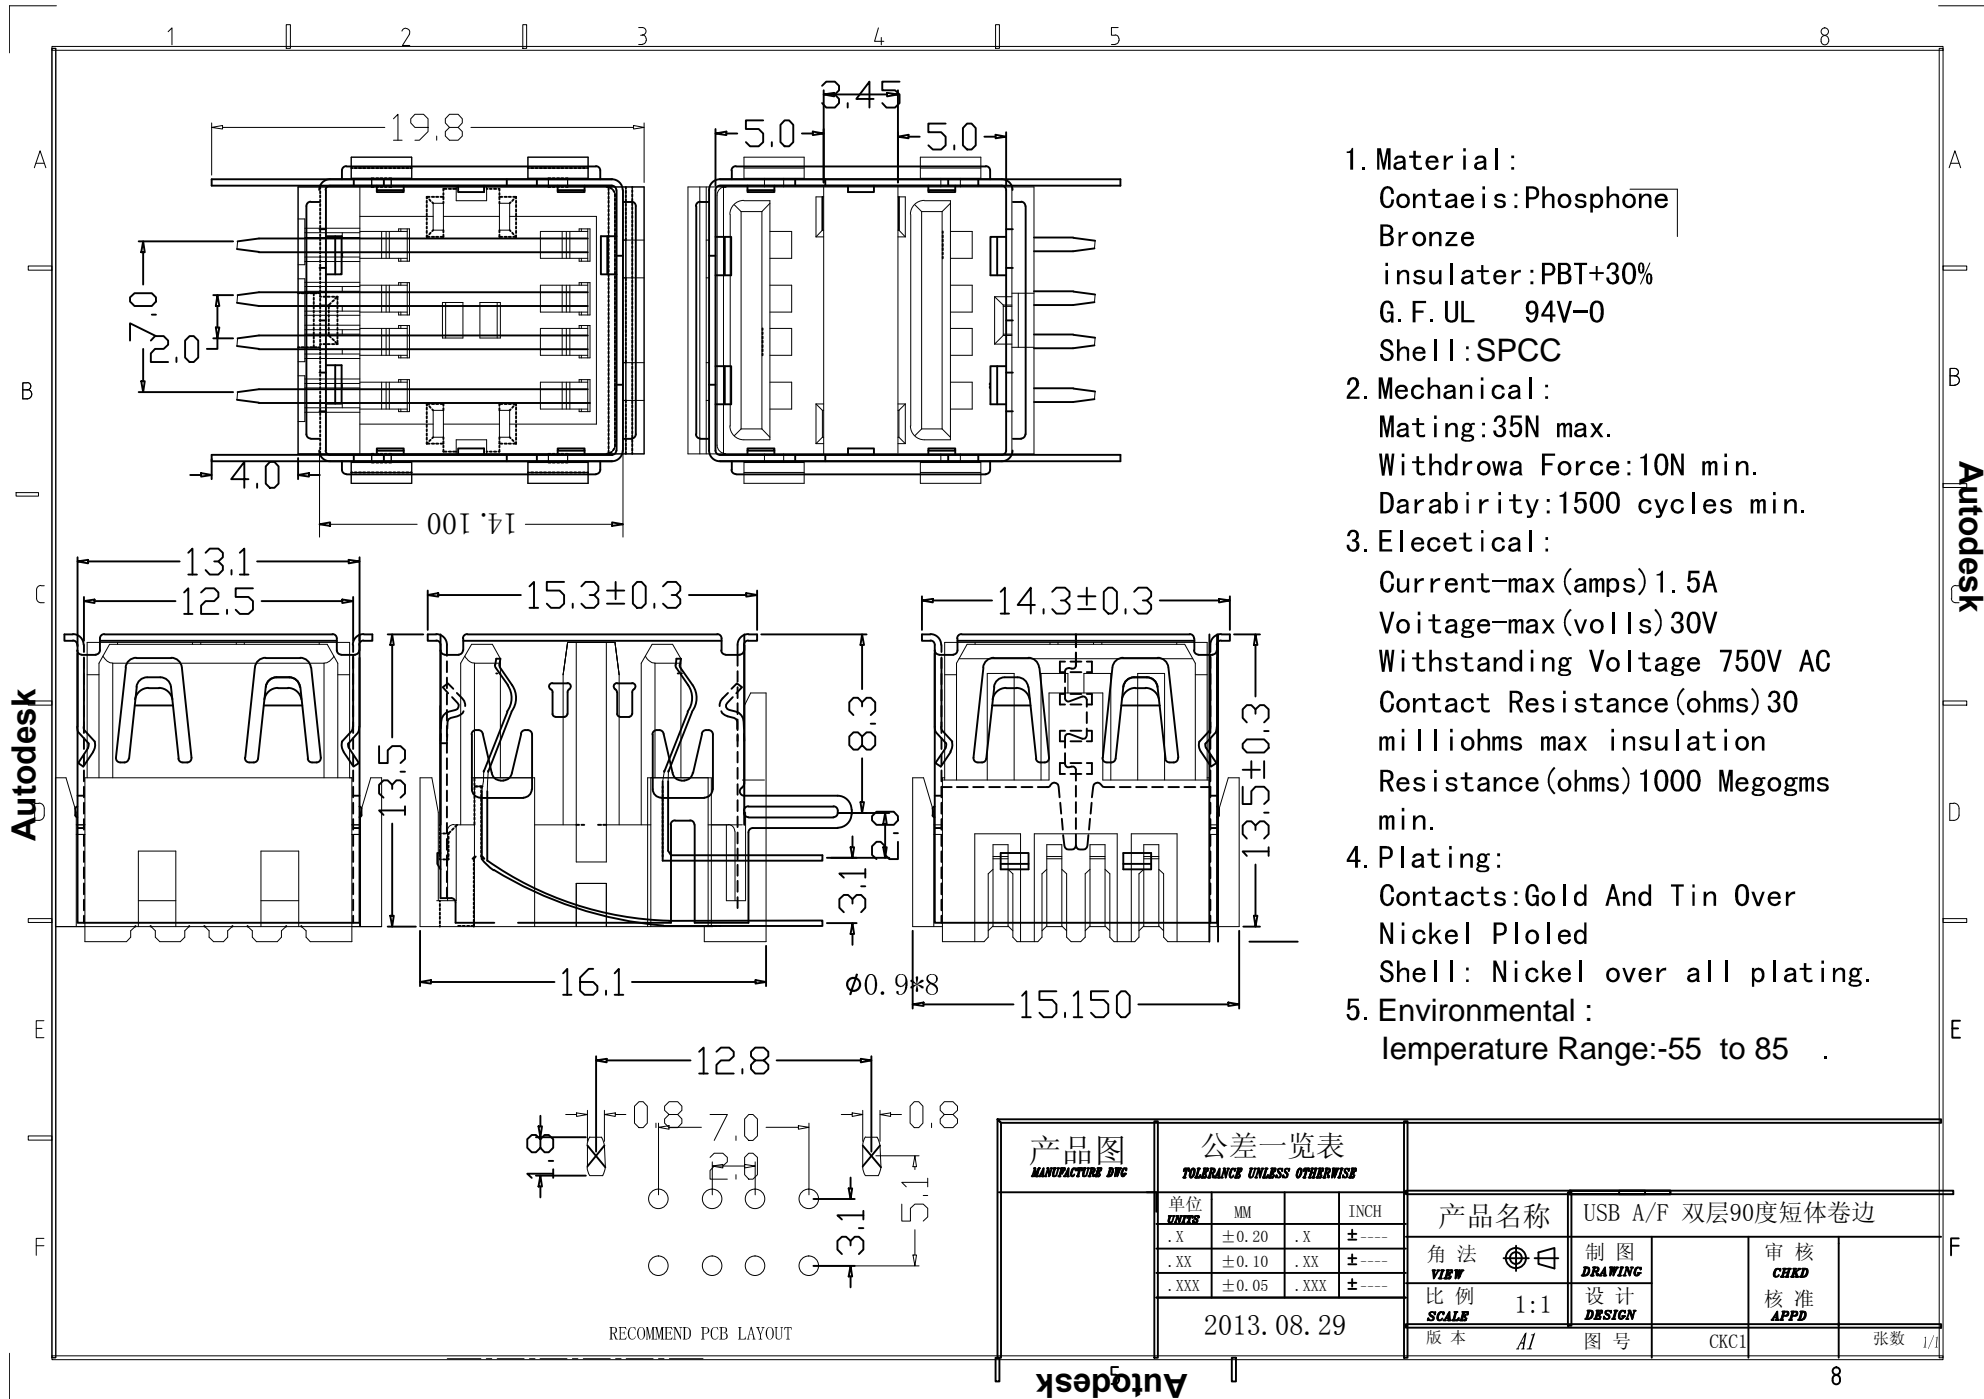 1 2 3 4 5 8
A A
B B
C C
D D
E E
F F
5 8
Autodesk
Autodesk
Autodesk
19.8
5.0 3.45 5.0
7.0
2.0
4.0
14.100
13.1
12.5
13.5
15.3±0.3
8.3
2.8
3.1
16.1
14.3±0.3
13.5±0.3
15.150
ϕ0.9*8
12.8
0.8 7.0 0.8
1.8
2.0
3.1
5.1
RECOMMEND PCB LAYOUT
1. Material:
Contaeis:Phosphone
Bronze
insulater:PBT+30%
G.F.UL 94V-0
Shell:SPCC
2. Mechanical:
Mating:35N max.
Withdrowa Force:10N min.
Darabirity:1500 cycles min.
3. Elecetical:
Current-max(amps)1.5A
Voitage-max(volls)30V
Withstanding Voltage 750V AC
Contact Resistance(ohms)30
milliohms max insulation
Resistance(ohms)1000 Megogms
min.
4. Plating:
Contacts:Gold And Tin Over
Nickel Ploled
Shell: Nickel over all plating.
5. Environmental :
Iemperature Range:-55 to 85 .
产品图
MANUFACTURE DWG
公差一览表
TOLERANCE UNLESS OTHERWISE
单位 MM INCH
UNITS
.X ±0.20 .X ±----
.XX ±0.10 .XX ±----
.XXX ±0.05 .XXX ±----
2013.08.29
产品名称 USB A/F 双层90度短体卷边
角法 制图 审核
VIEW DRAWING CHKD
比例 1:1 设计 核准
SCALE DESIGN APPD
版本 A1 图号 CKC1 张数 1/1